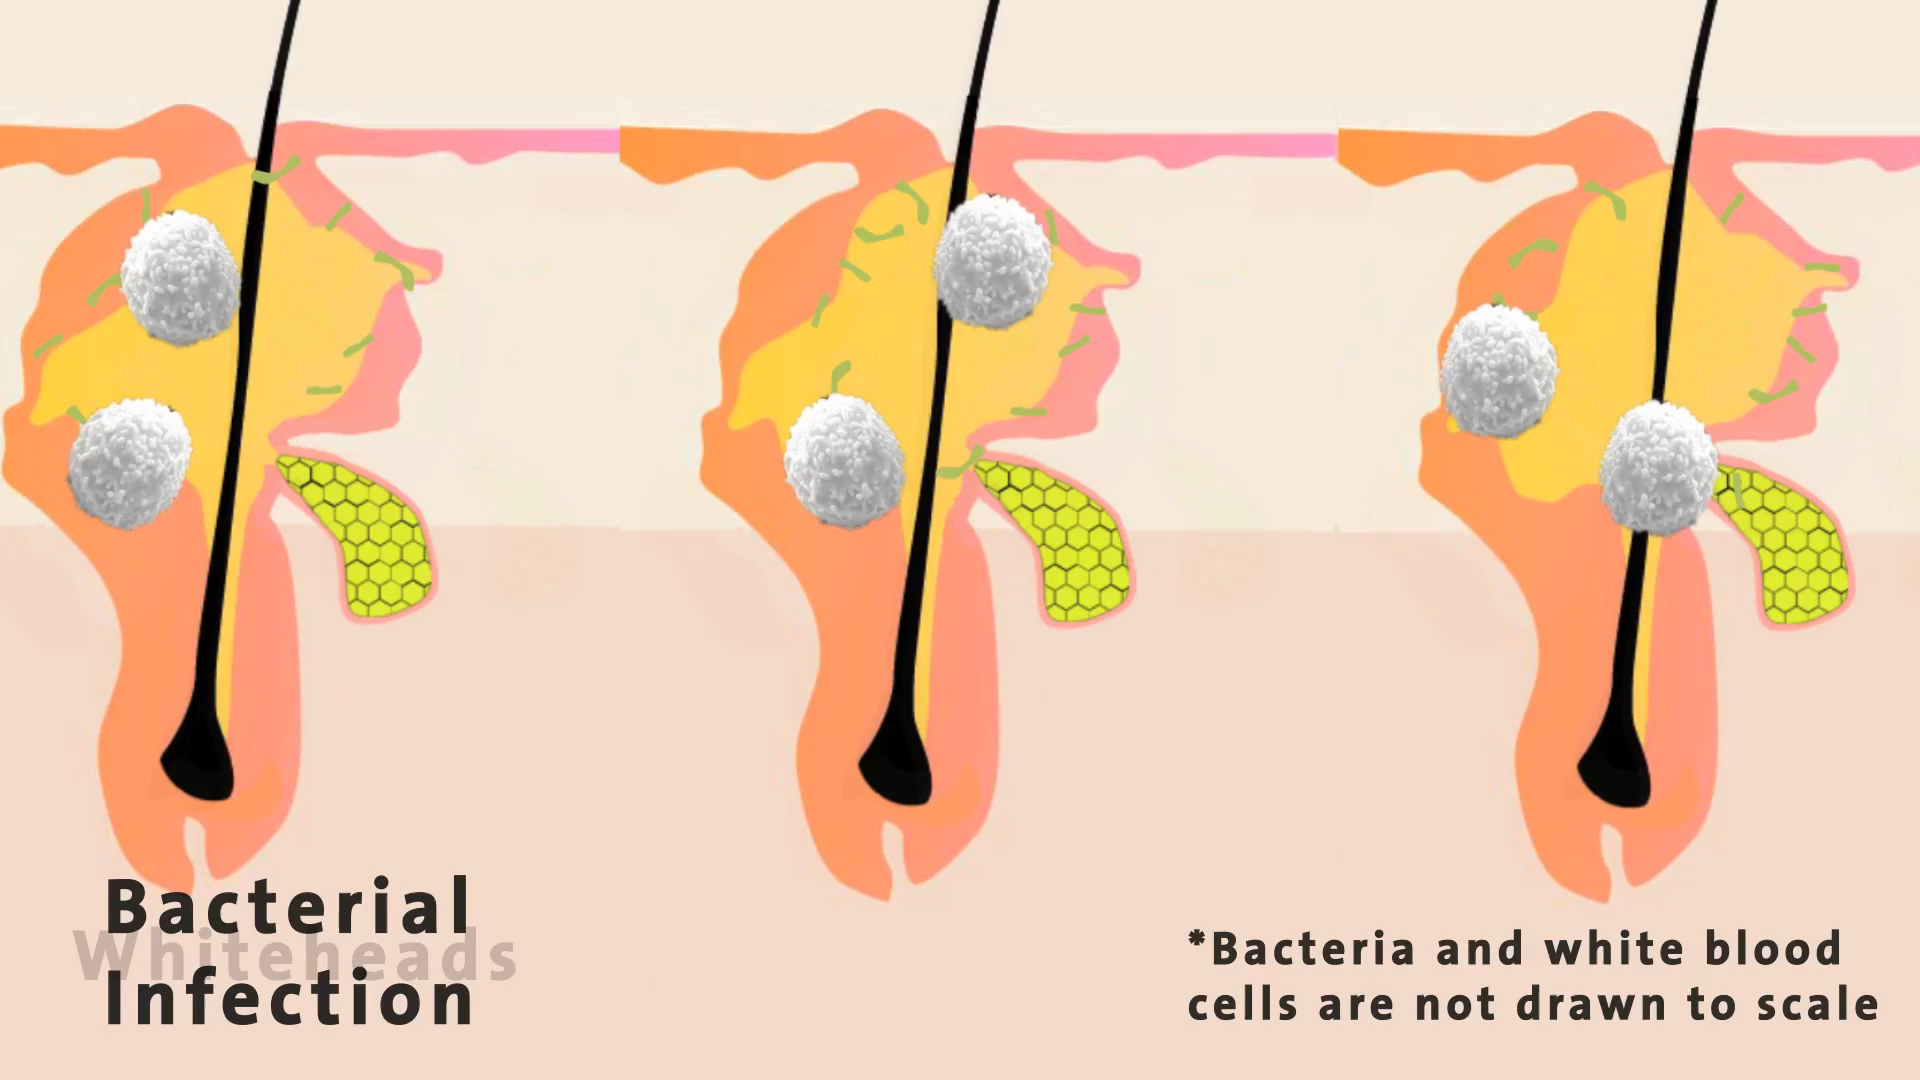 Bacterial
Whiteheads
Infection
*Bacteria and white blood
cells are not drawn to scale